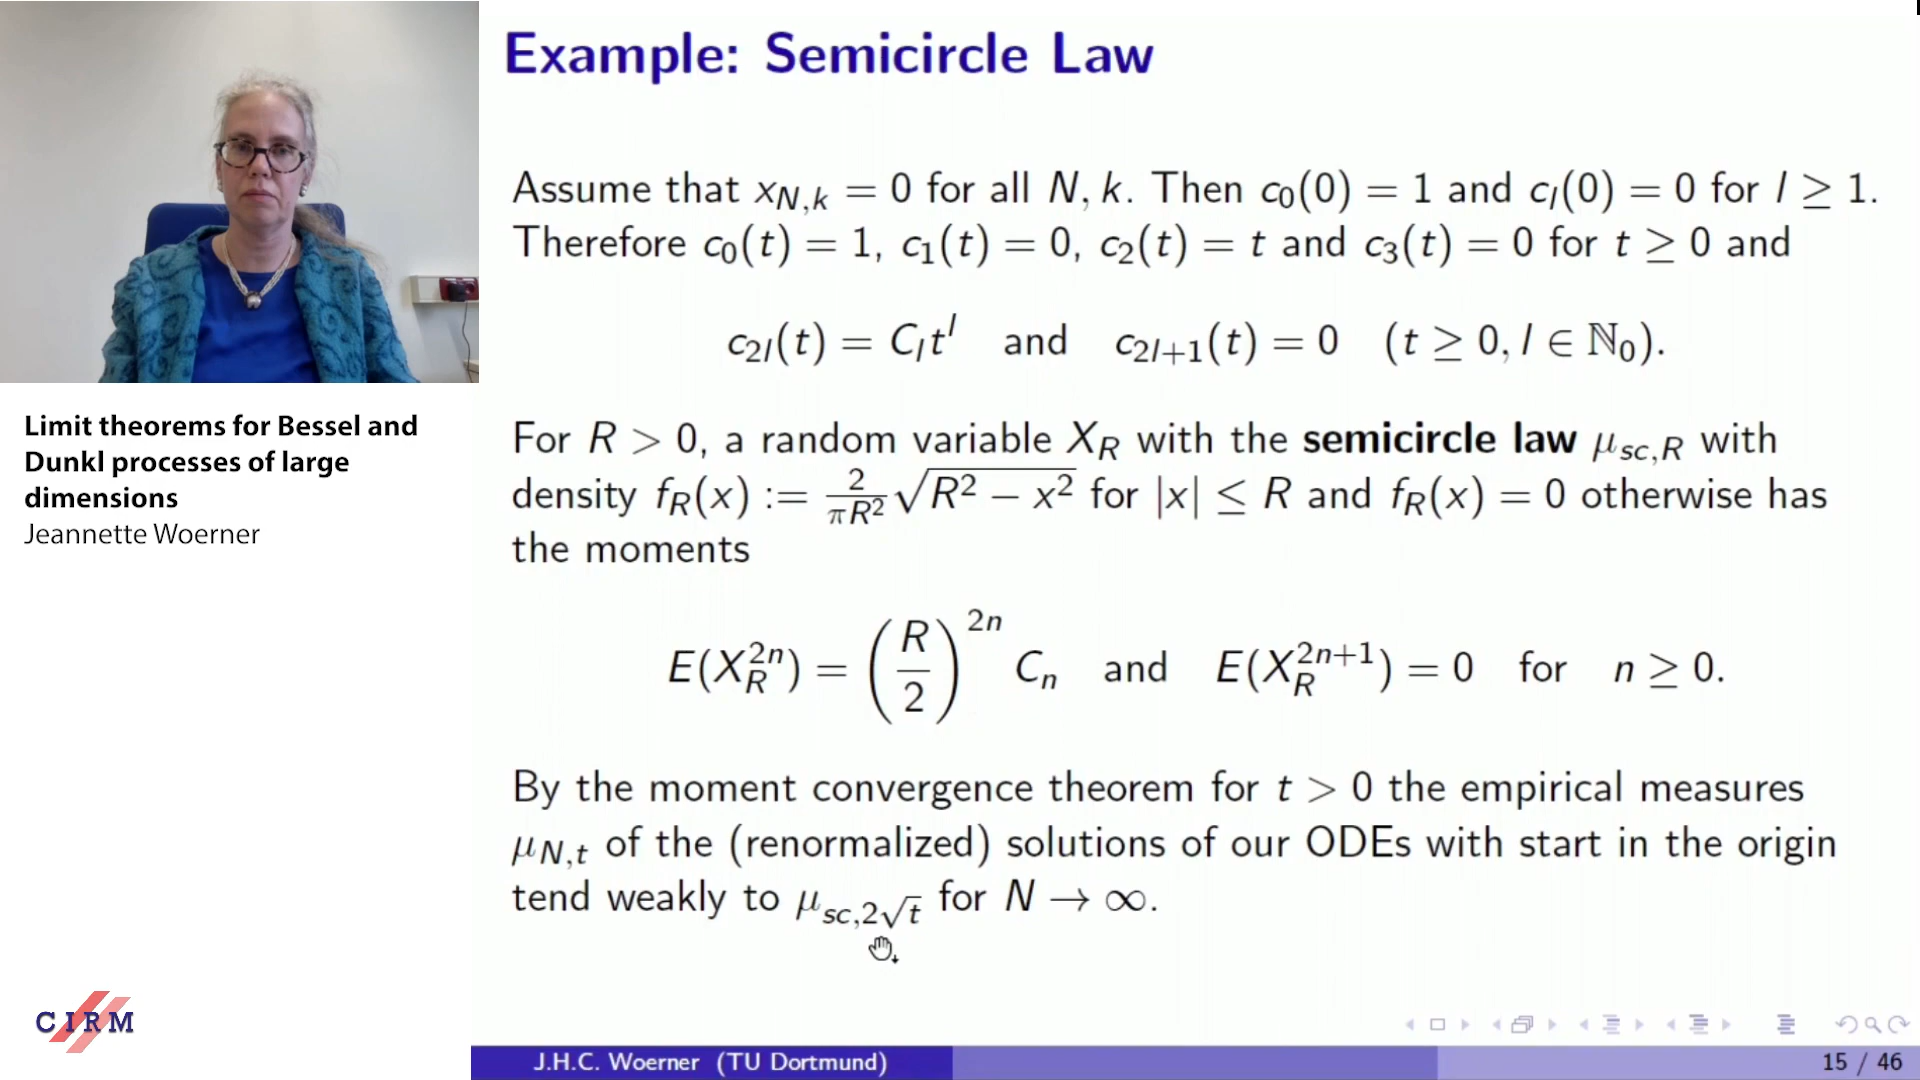 Example: Semicircle Law
Assume that x_{N,k} = 0 for all N, k. Then c_0(0) = 1 and c_l(0) = 0 for l ≥ 1.
Therefore c_0(t) = 1, c_1(t) = 0, c_2(t) = t and c_3(t) = 0 for t ≥ 0 and
c_{2l}(t) = C_l t^l and c_{2l+1}(t) = 0 (t ≥ 0, l ∈ ℕ_0).
For R > 0, a random variable X_R with the semicircle law μ_{sc,R} with
density f_R(x) := \frac{2}{πR^2} \sqrt{R^2 − x^2} for |x| ≤ R and f_R(x) = 0 otherwise has
the moments
E(X_R^{2n}) = \left(\frac{R}{2}\right)^{2n} C_n and E(X_R^{2n+1}) = 0 for n ≥ 0.
By the moment convergence theorem for t > 0 the empirical measures
μ_{N,t} of the (renormalized) solutions of our ODEs with start in the origin
tend weakly to μ_{sc,2\sqrt{t}} for N → ∞.
Limit theorems for Bessel and
Dunkl processes of large
dimensions
Jeannette Woerner
CIRM
J.H.C. Woerner (TU Dortmund)
15 / 46